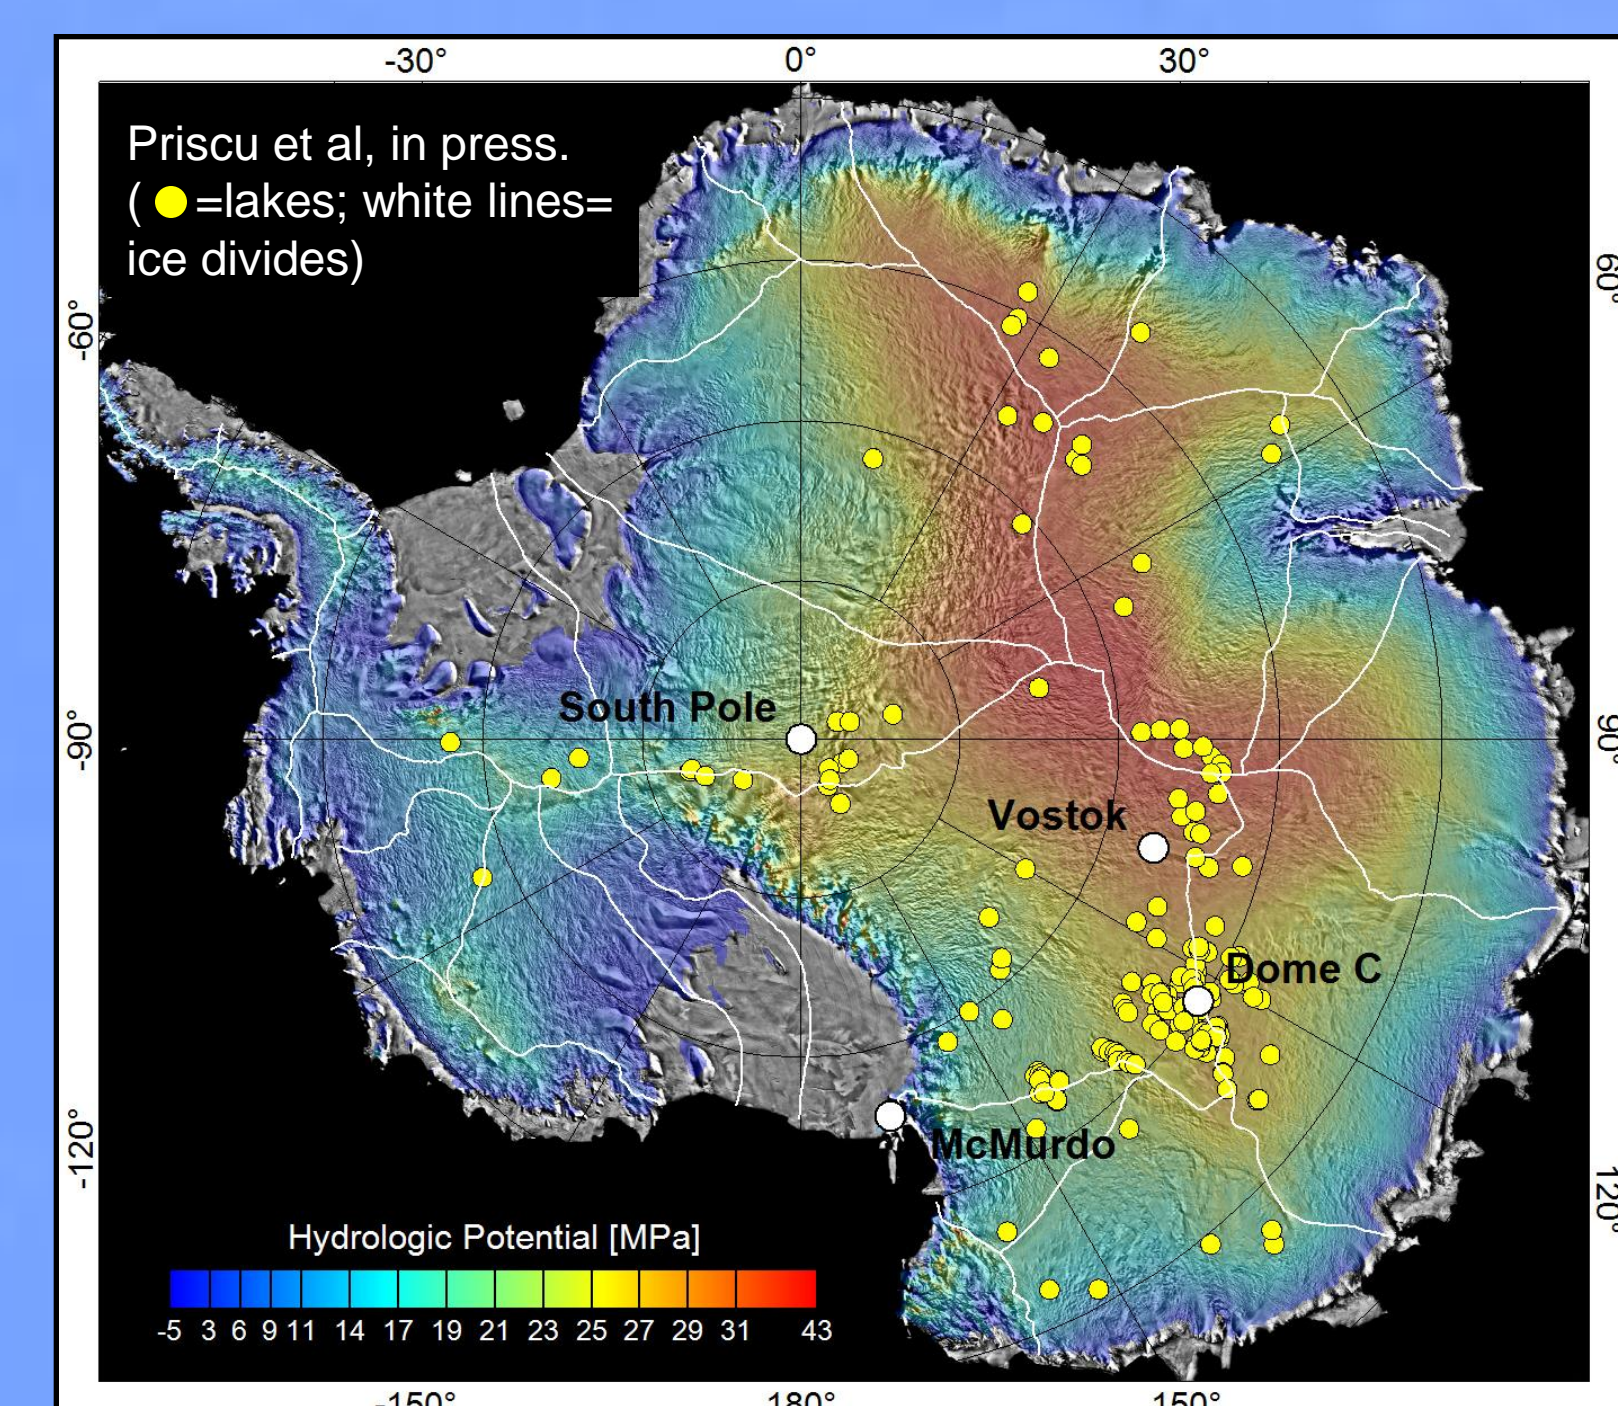 -30° 0° 30°
Priscu et al, in press.
( =lakes; white lines=
ice divides)
60°
-60°
South Pole
-90°
90°
Vostok
Dome C
McMurdo
-120°
120°
Hydrologic Potential [MPa]
-5 3 6 9 11 14 17 19 21 23 25 27 29 31 43
-150° 180° 150°